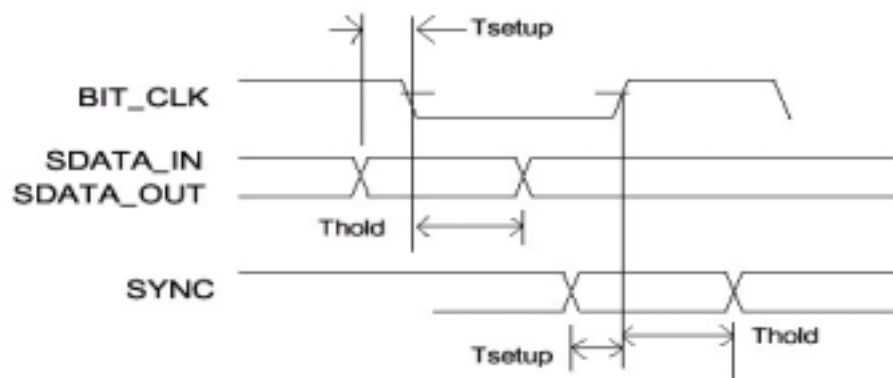 Tsetup
BIT_CLK
SDATA_IN
SDATA_OUT
Thold
SYNC
Thold
Tsetup